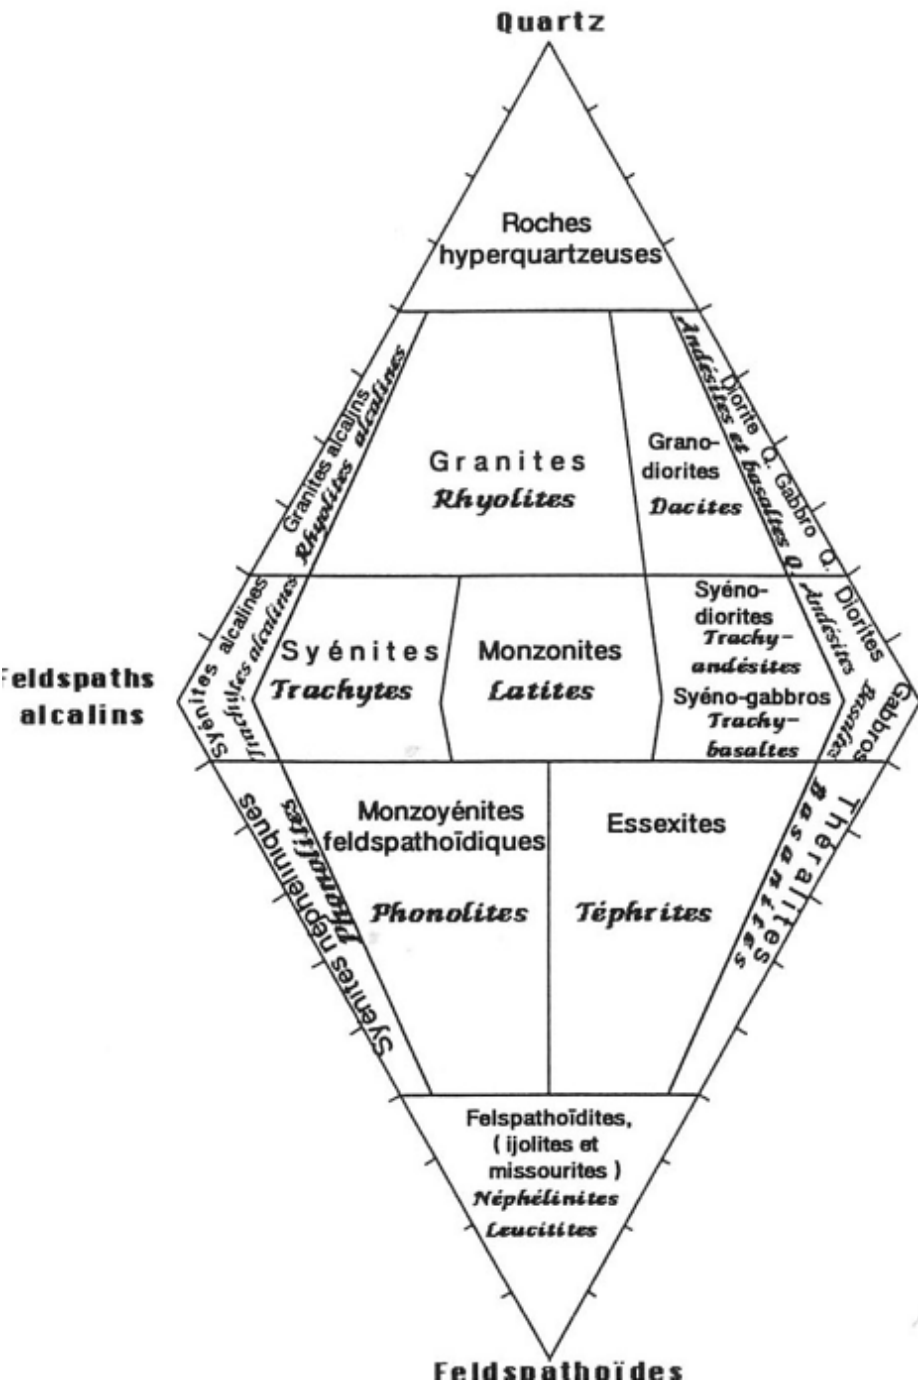 Quartz
Roches
hyperquartzeuses
Granites alcalins
Rhyolites alcalines
Granites
Rhyolites
Grano-
diorites
Dacites
Andésites et basaltes Q.
Diorite Q. Gabbro Q.
Feldspaths
alcalins
Syénites alcalines
Trachytes alcalines
Syénites
Trachytes
Monzonites
Latites
Syéno-
diorites
Trachy-
andésites
Syéno-gabbros
Trachy-
basaltes
Andésites
Basaltes
Diorites
Gabbros
Syénites népheliniques
Phonolites
Monzoyénites
feldspathoïdiques
Phonolites
Essexites
Téphrites
Basanites
Théralites
Felspathoïdites,
( ijolites et
missourites )
Néphélinites
Leucitites
Feldspathoïdes